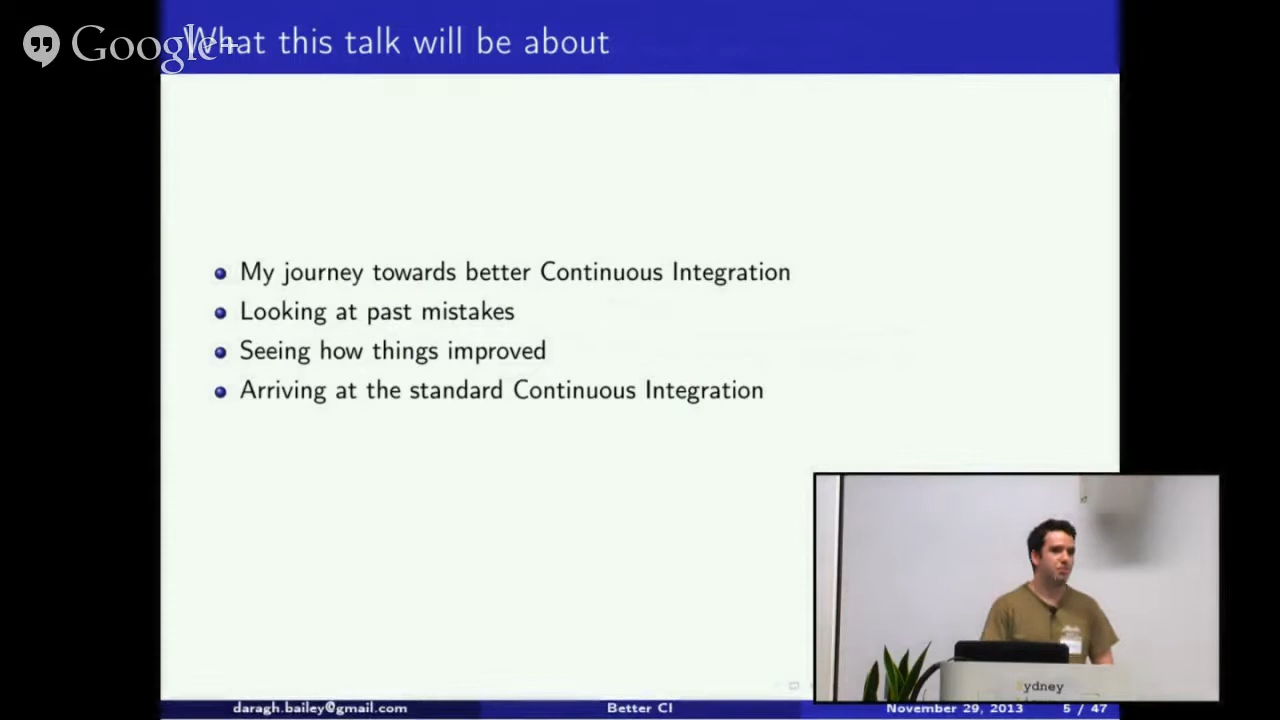 Google+
What this talk will be about
My journey towards better Continuous Integration
Looking at past mistakes
Seeing how things improved
Arriving at the standard Continuous Integration
ydney
daragh.bailey@gmail.com Better CI November 29, 2013 5 / 47